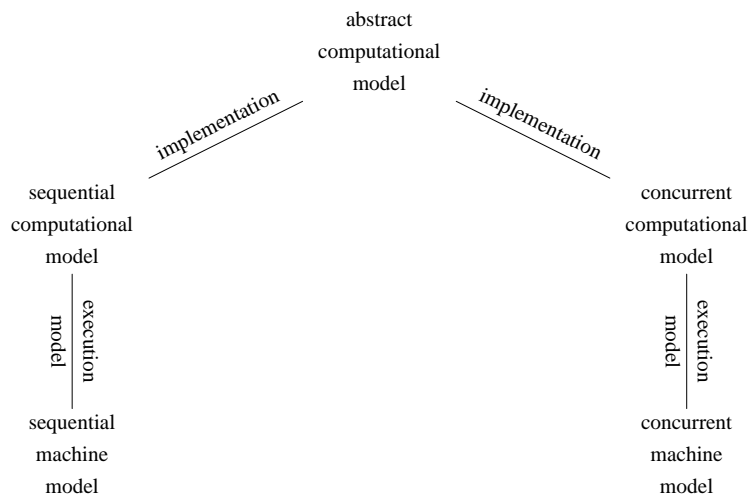 abstract
computational
model
implementation
implementation
sequential
computational
model
concurrent
computational
model
execution
model
execution
model
sequential
machine
model
concurrent
machine
model